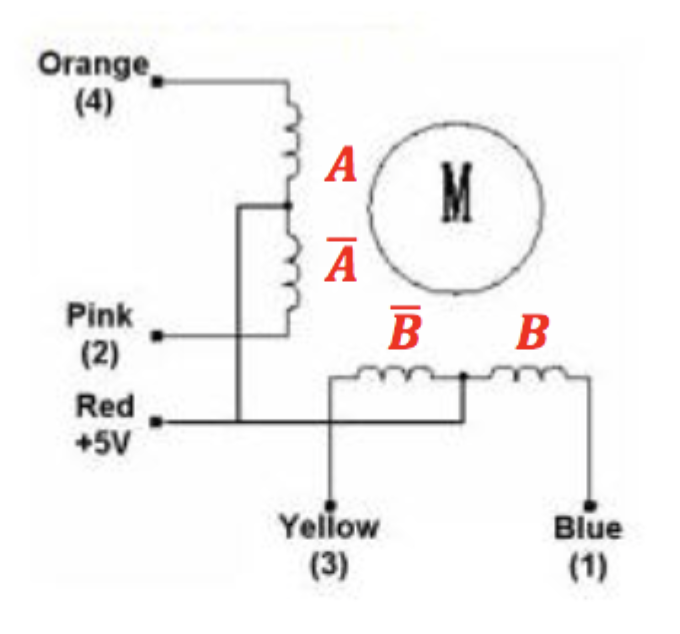 Orange
(4)
A
M
A̅
Pink
(2)
B̅
B
Red
+5V
Yellow
(3)
Blue
(1)